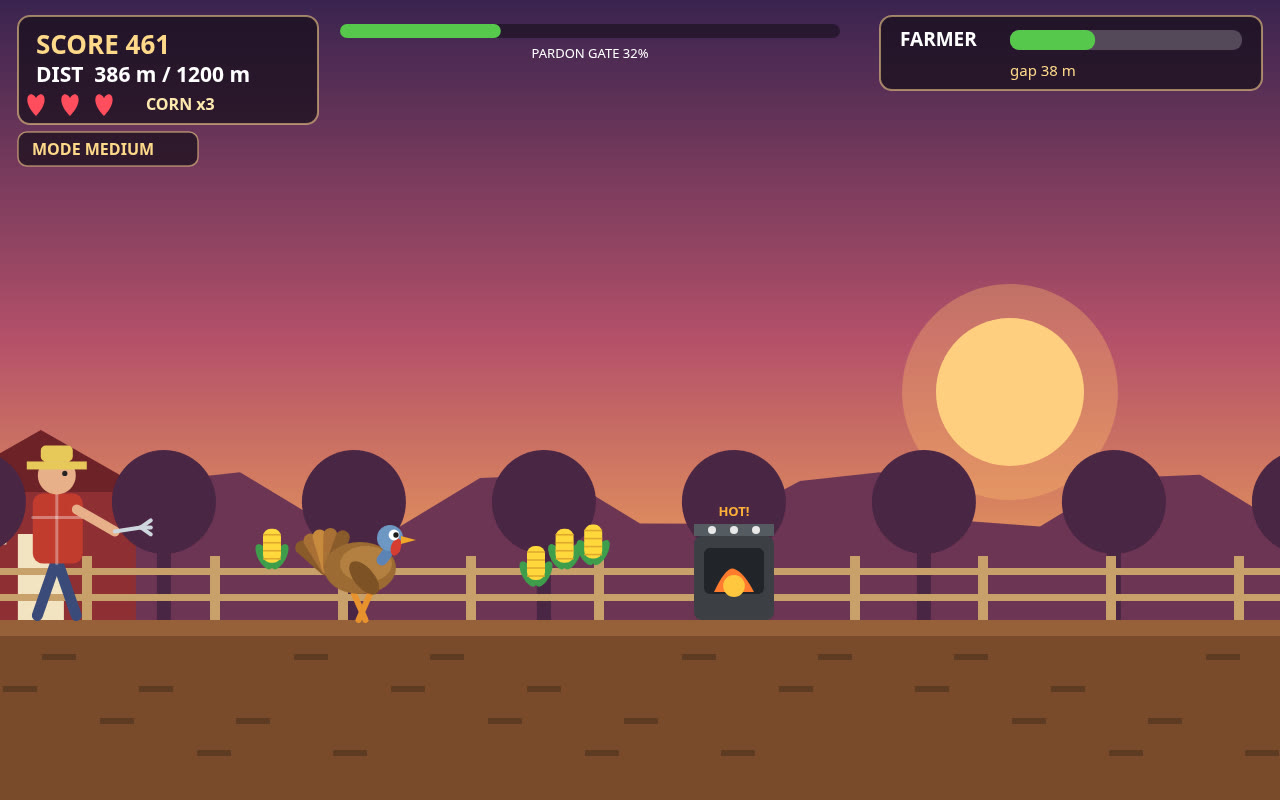 SCORE 461
DIST 386 m / 1200 m
CORN x3
MODE MEDIUM
PARDON GATE 32%
FARMER
gap 38 m
HOT!